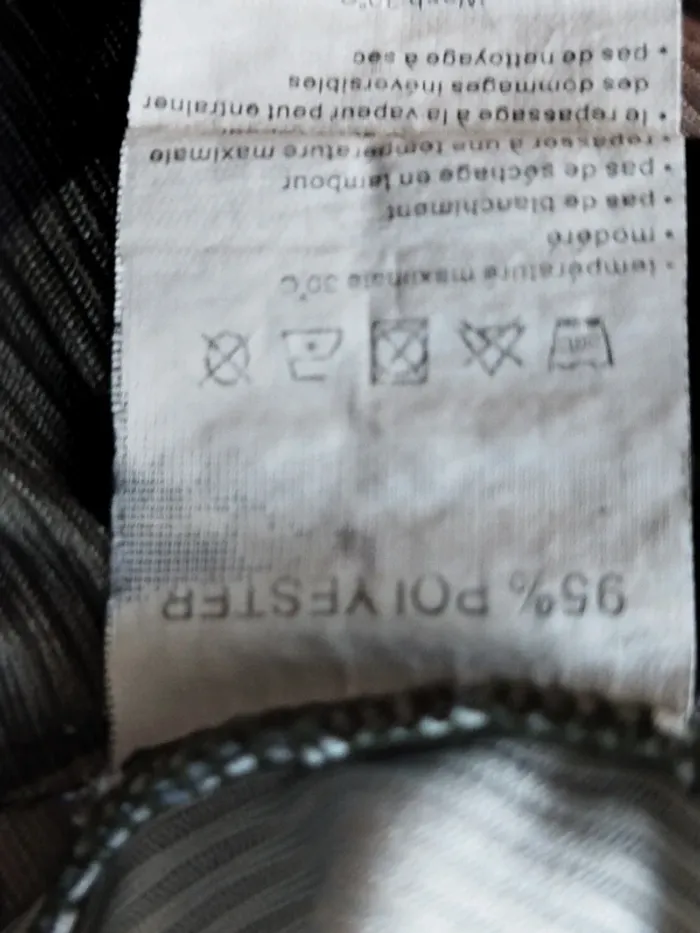 95% POLYESTER
- température maximale 30°C
• modéré
• pas de blanchiment
• pas de séchage en tambour
• repasser à une température maximale
• le repassage à la vapeur peut entraîner
des dommages inéversibles
• pas de nettoyage à sec